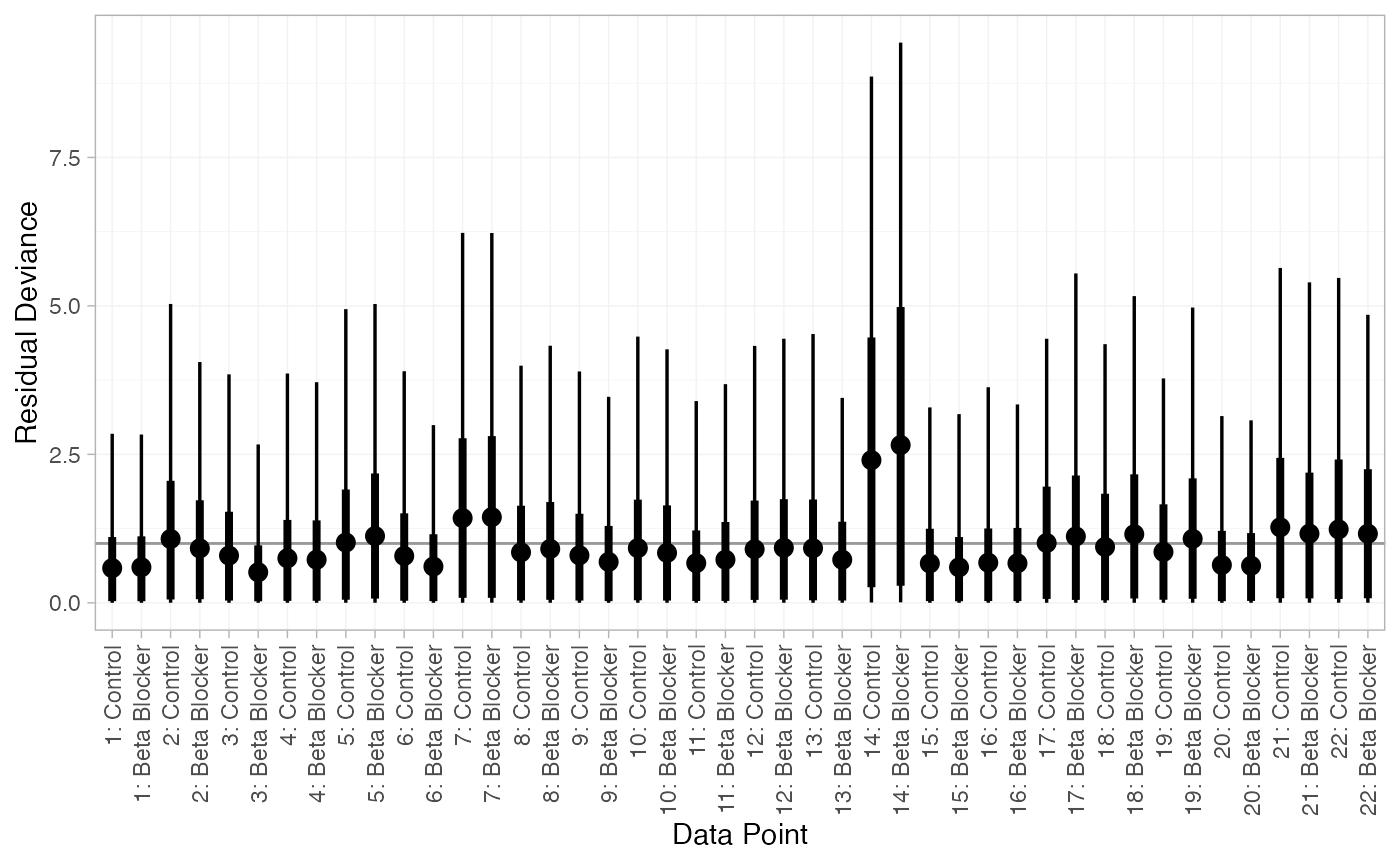 Residual Deviance
7.5
5.0
2.5
0.0
1: Control
1: Beta Blocker
2: Control
2: Beta Blocker
3: Control
3: Beta Blocker
4: Control
4: Beta Blocker
5: Control
5: Beta Blocker
6: Control
6: Beta Blocker
7: Control
7: Beta Blocker
8: Control
8: Beta Blocker
9: Control
9: Beta Blocker
10: Control
10: Beta Blocker
11: Control
11: Beta Blocker
12: Control
12: Beta Blocker
13: Control
13: Beta Blocker
14: Control
14: Beta Blocker
15: Control
15: Beta Blocker
16: Control
16: Beta Blocker
17: Control
17: Beta Blocker
18: Control
18: Beta Blocker
19: Control
19: Beta Blocker
20: Control
20: Beta Blocker
21: Control
21: Beta Blocker
22: Control
22: Beta Blocker
Data Point